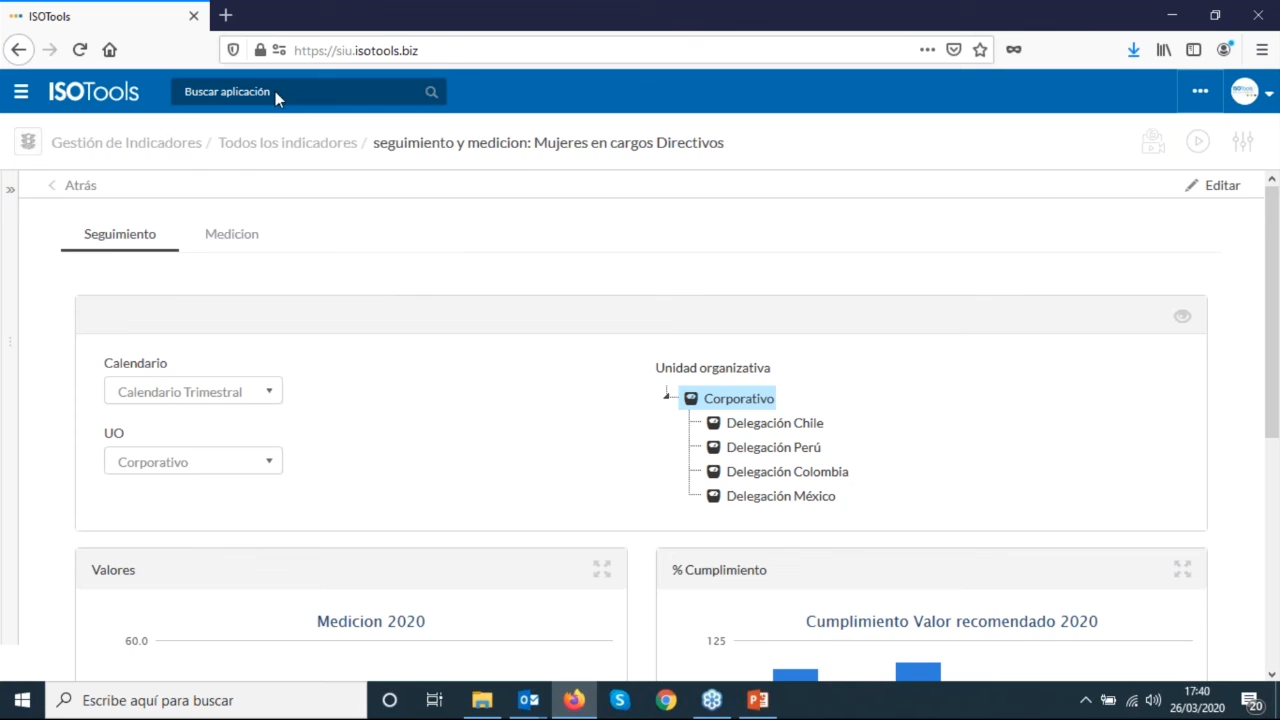 ISOTools
https://siu.isotools.biz
ISOTools
Buscar aplicación
Gestión de Indicadores / Todos los indicadores / seguimiento y medicion: Mujeres en cargos Directivos
Atrás
Editar
Seguimiento
Medicion
Calendario
Calendario Trimestral
UO
Corporativo
Unidad organizativa
Corporativo
Delegación Chile
Delegación Perú
Delegación Colombia
Delegación México
Valores
Medicion 2020
60.0
% Cumplimiento
Cumplimiento Valor recomendado 2020
125
Escribe aquí para buscar
17:40
26/03/2020
20